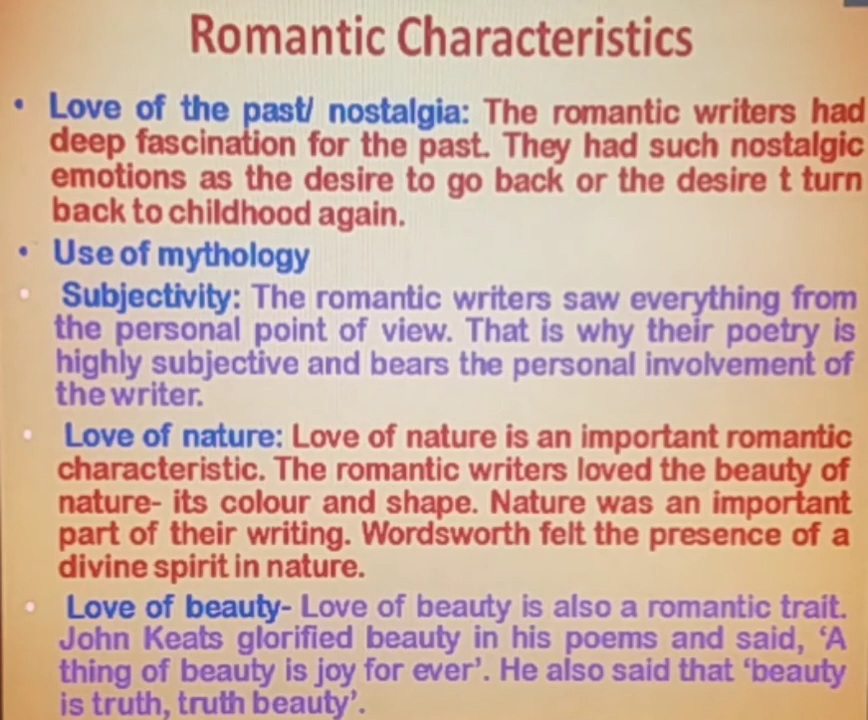 Romantic Characteristics
• Love of the past/ nostalgia: The romantic writers had
deep fascination for the past. They had such nostalgic
emotions as the desire to go back or the desire t turn
back to childhood again.
• Use of mythology
• Subjectivity: The romantic writers saw everything from
the personal point of view. That is why their poetry is
highly subjective and bears the personal involvement of
the writer.
• Love of nature: Love of nature is an important romantic
characteristic. The romantic writers loved the beauty of
nature- its colour and shape. Nature was an important
part of their writing. Wordsworth felt the presence of a
divine spirit in nature.
• Love of beauty- Love of beauty is also a romantic trait.
John Keats glorified beauty in his poems and said, ‘A
thing of beauty is joy for ever’. He also said that ‘beauty
is truth, truth beauty’.